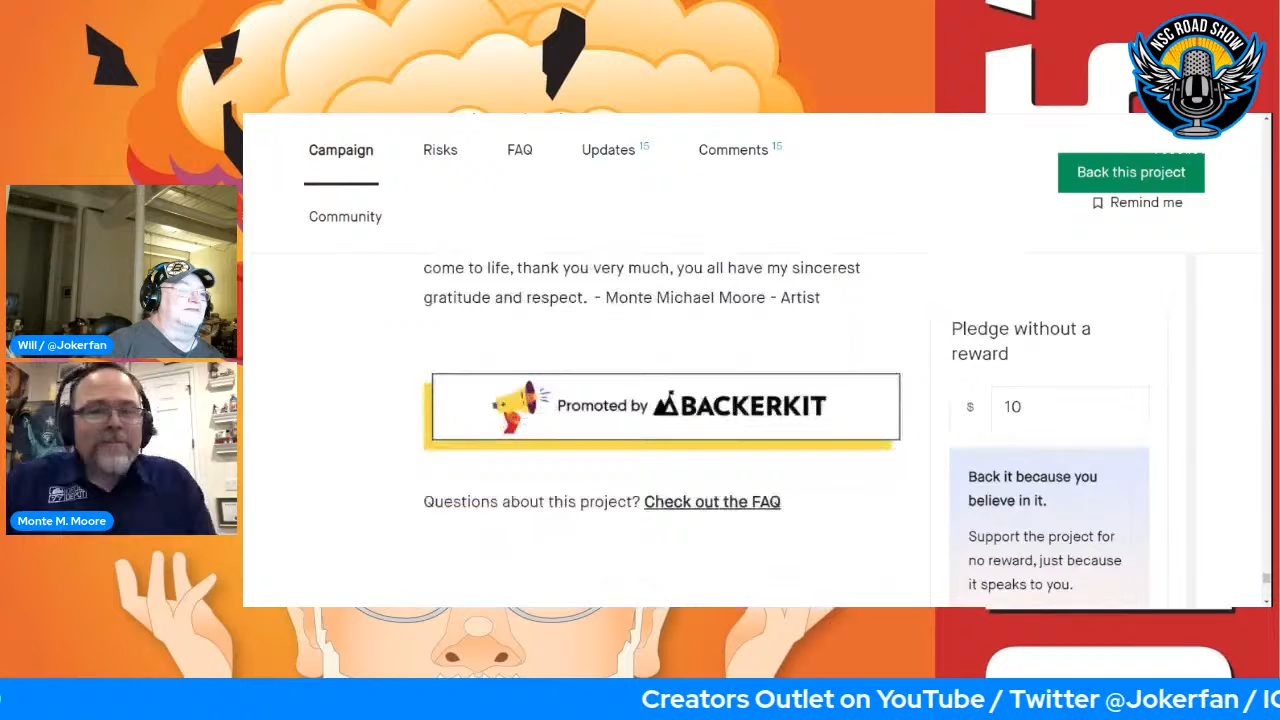 NSC ROAD SHOW
Campaign
Risks
FAQ
Updates 15
Comments 15
Back this project
Remind me
Community
come to life, thank you very much, you all have my sincerest
gratitude and respect. - Monte Michael Moore - Artist
Pledge without a
reward
$ 10
Promoted by BACKERKIT
Back it because you
believe in it.
Support the project for
no reward, just because
it speaks to you.
Questions about this project? Check out the FAQ
Will / @Jokerfan
Monte M. Moore
Creators Outlet on YouTube / Twitter @Jokerfan /